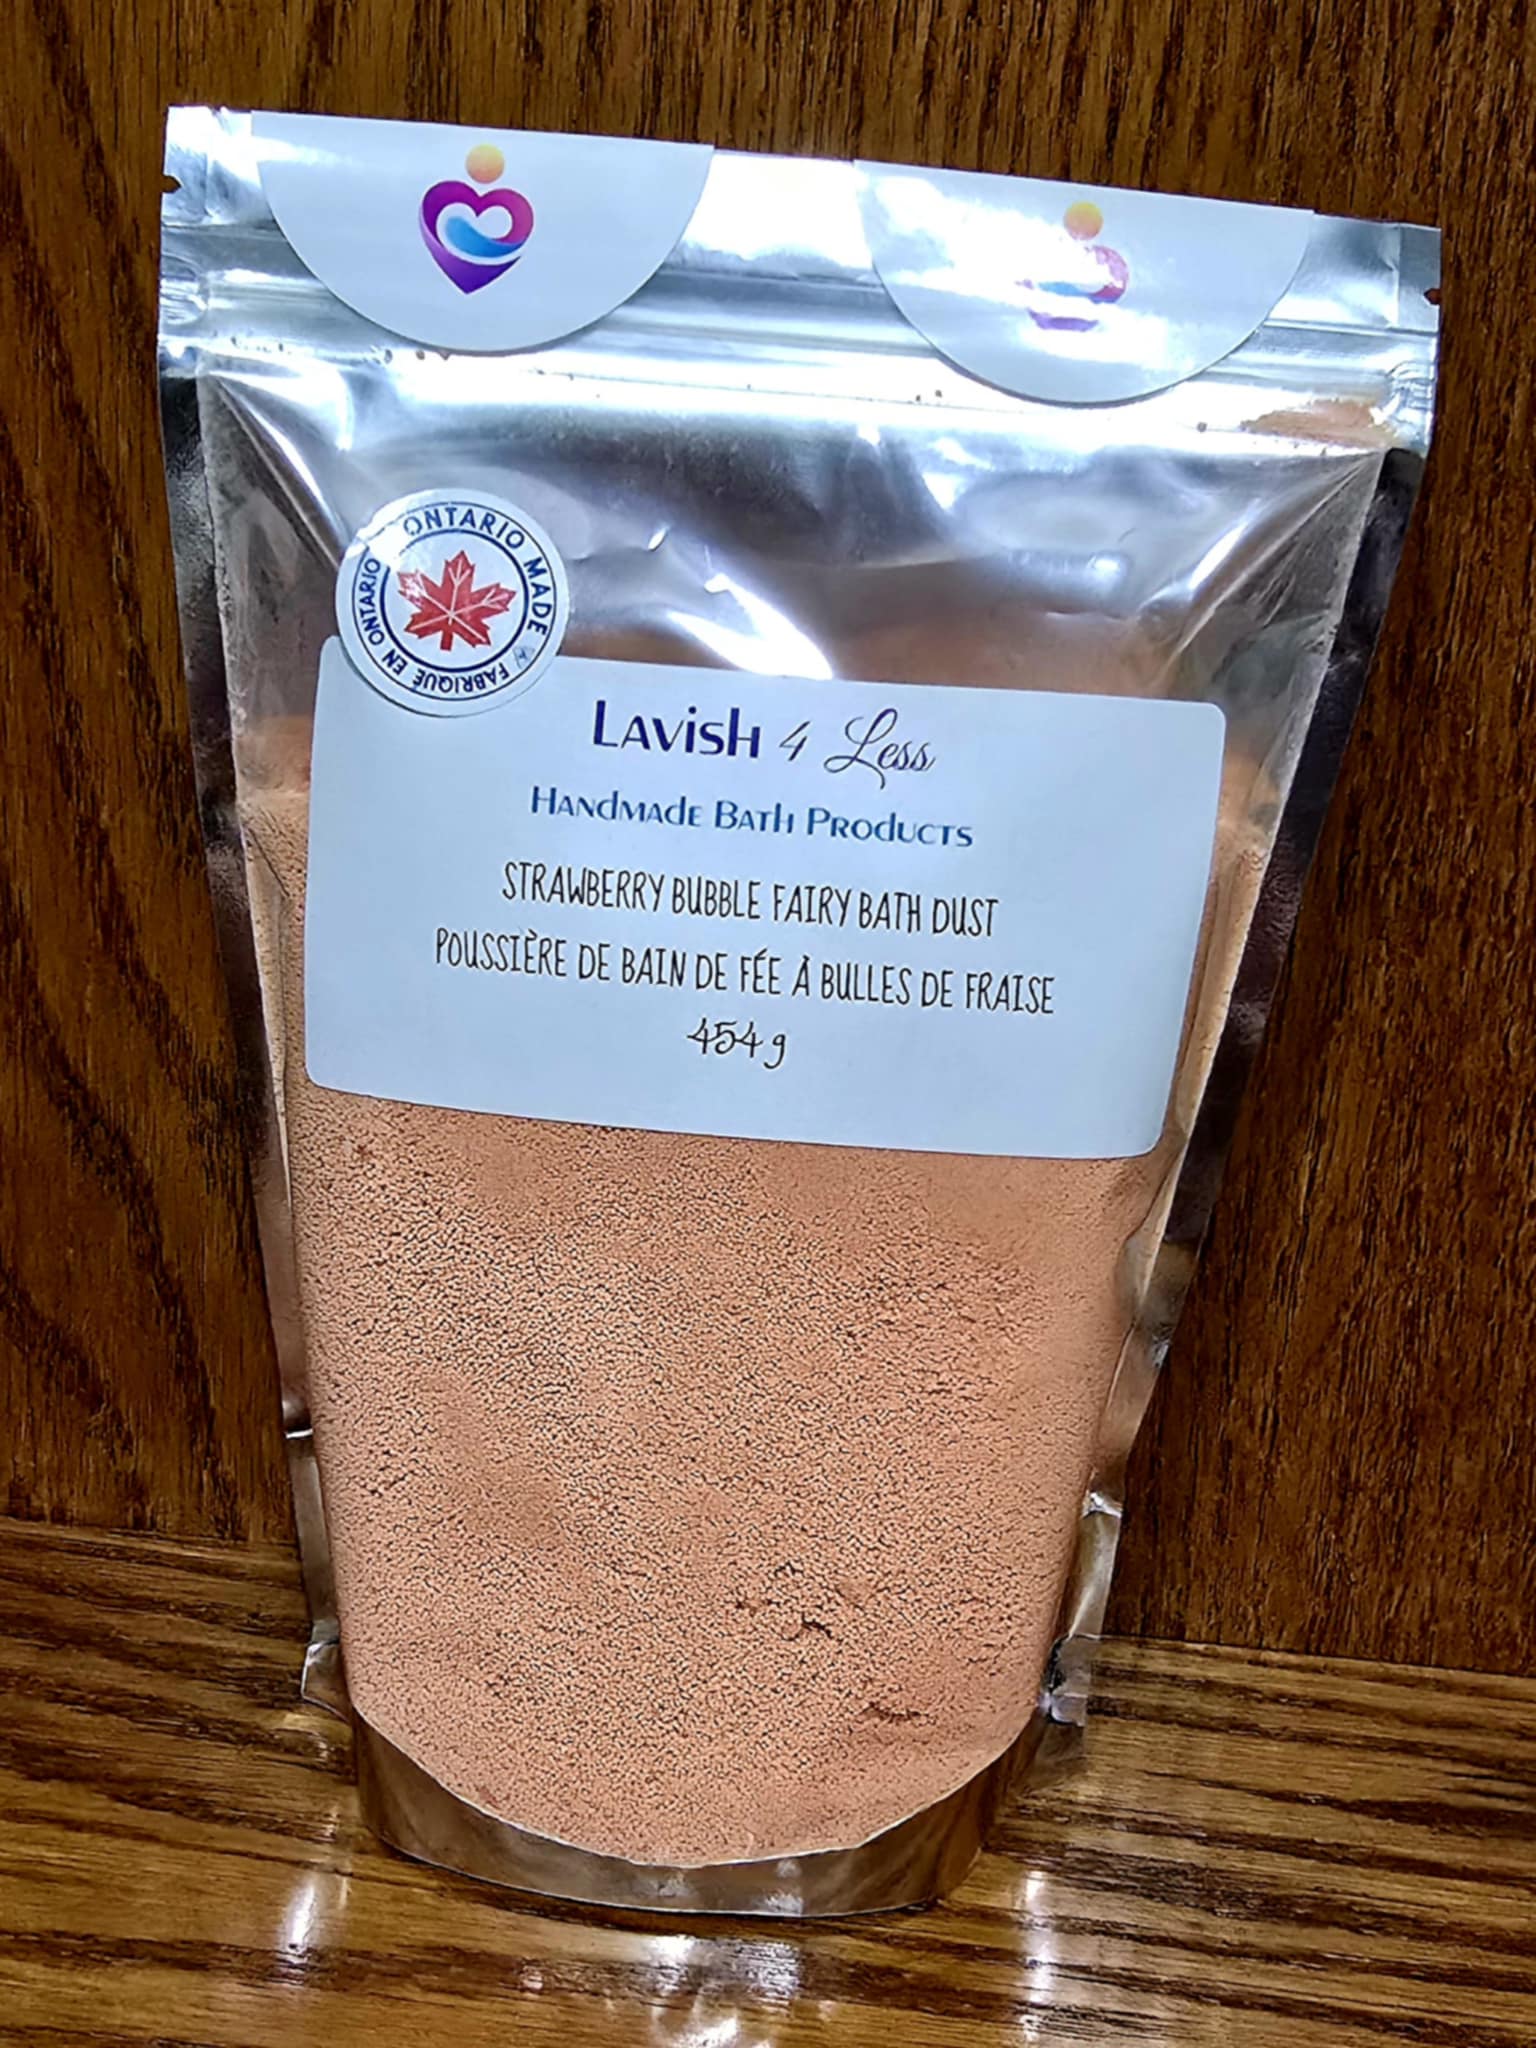 ONTARIO MADE
FABRIQUÉ EN ONTARIO
Lavish 4 Less
Handmade Bath Products
STRAWBERRY BUBBLE FAIRY BATH DUST
POUSSIÈRE DE BAIN DE FÉE À BULLES DE FRAISE
454 g